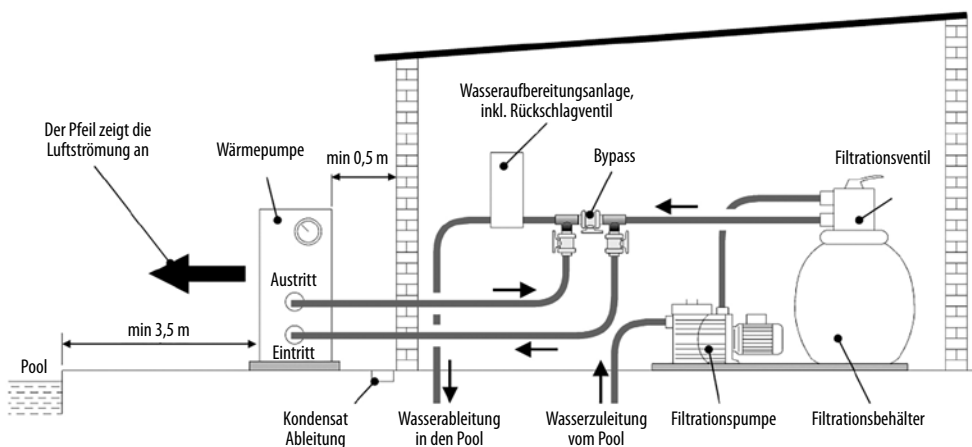 Wasseraufbereitungsanlage,
inkl. Rückschlagventil
Der Pfeil zeigt die
Luftströmung an
Wärmepumpe
min 0,5 m
Bypass
Filtrationsventil
Austritt
min 3,5 m
Eintritt
Pool
Kondensat
Ableitung
Wasserableitung
in den Pool
Wasserzuleitung
vom Pool
Filtrationspumpe
Filtrationsbehälter